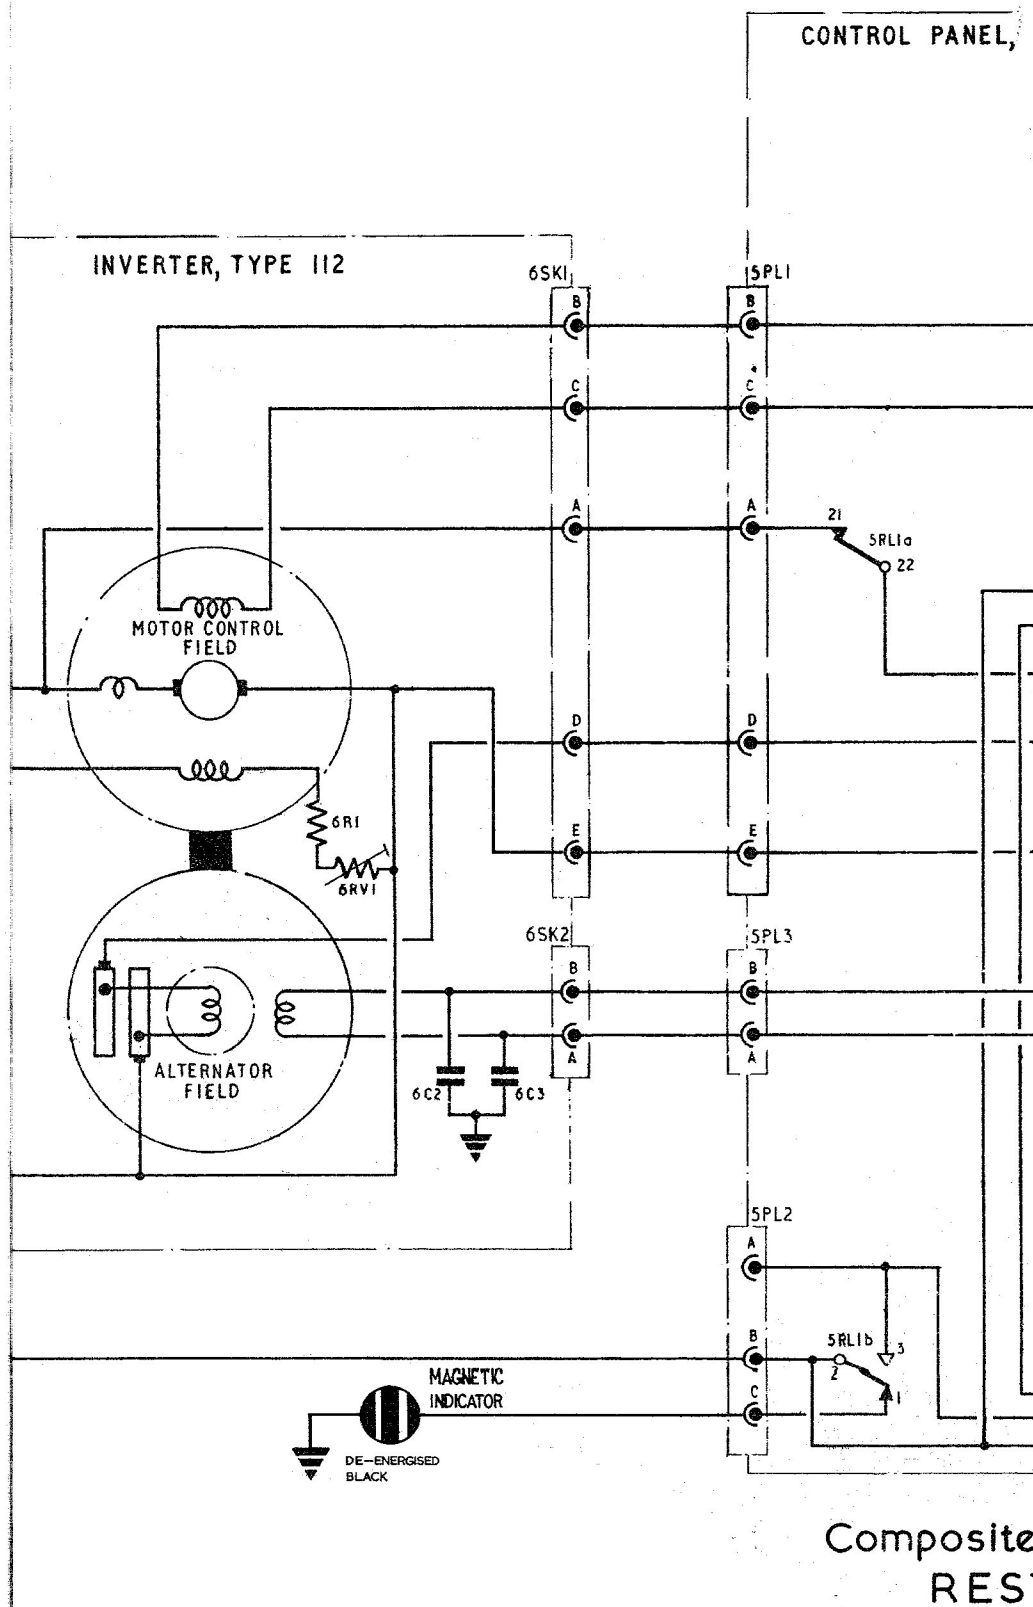 CONTROL PANEL,
INVERTER, TYPE 112
6SK1
5PL1
B
B
C
C
A
A
21
5RL1a
22
MOTOR CONTROL
FIELD
D
D
6R1
E
E
6RV1
6SK2
5PL3
B
B
A
A
ALTERNATOR
FIELD
6C2
6C3
5PL2
A
B
5RL1b
3
2
MAGNETIC
INDICATOR
C
1
DE-ENERGISED
BLACK
Composite
REST